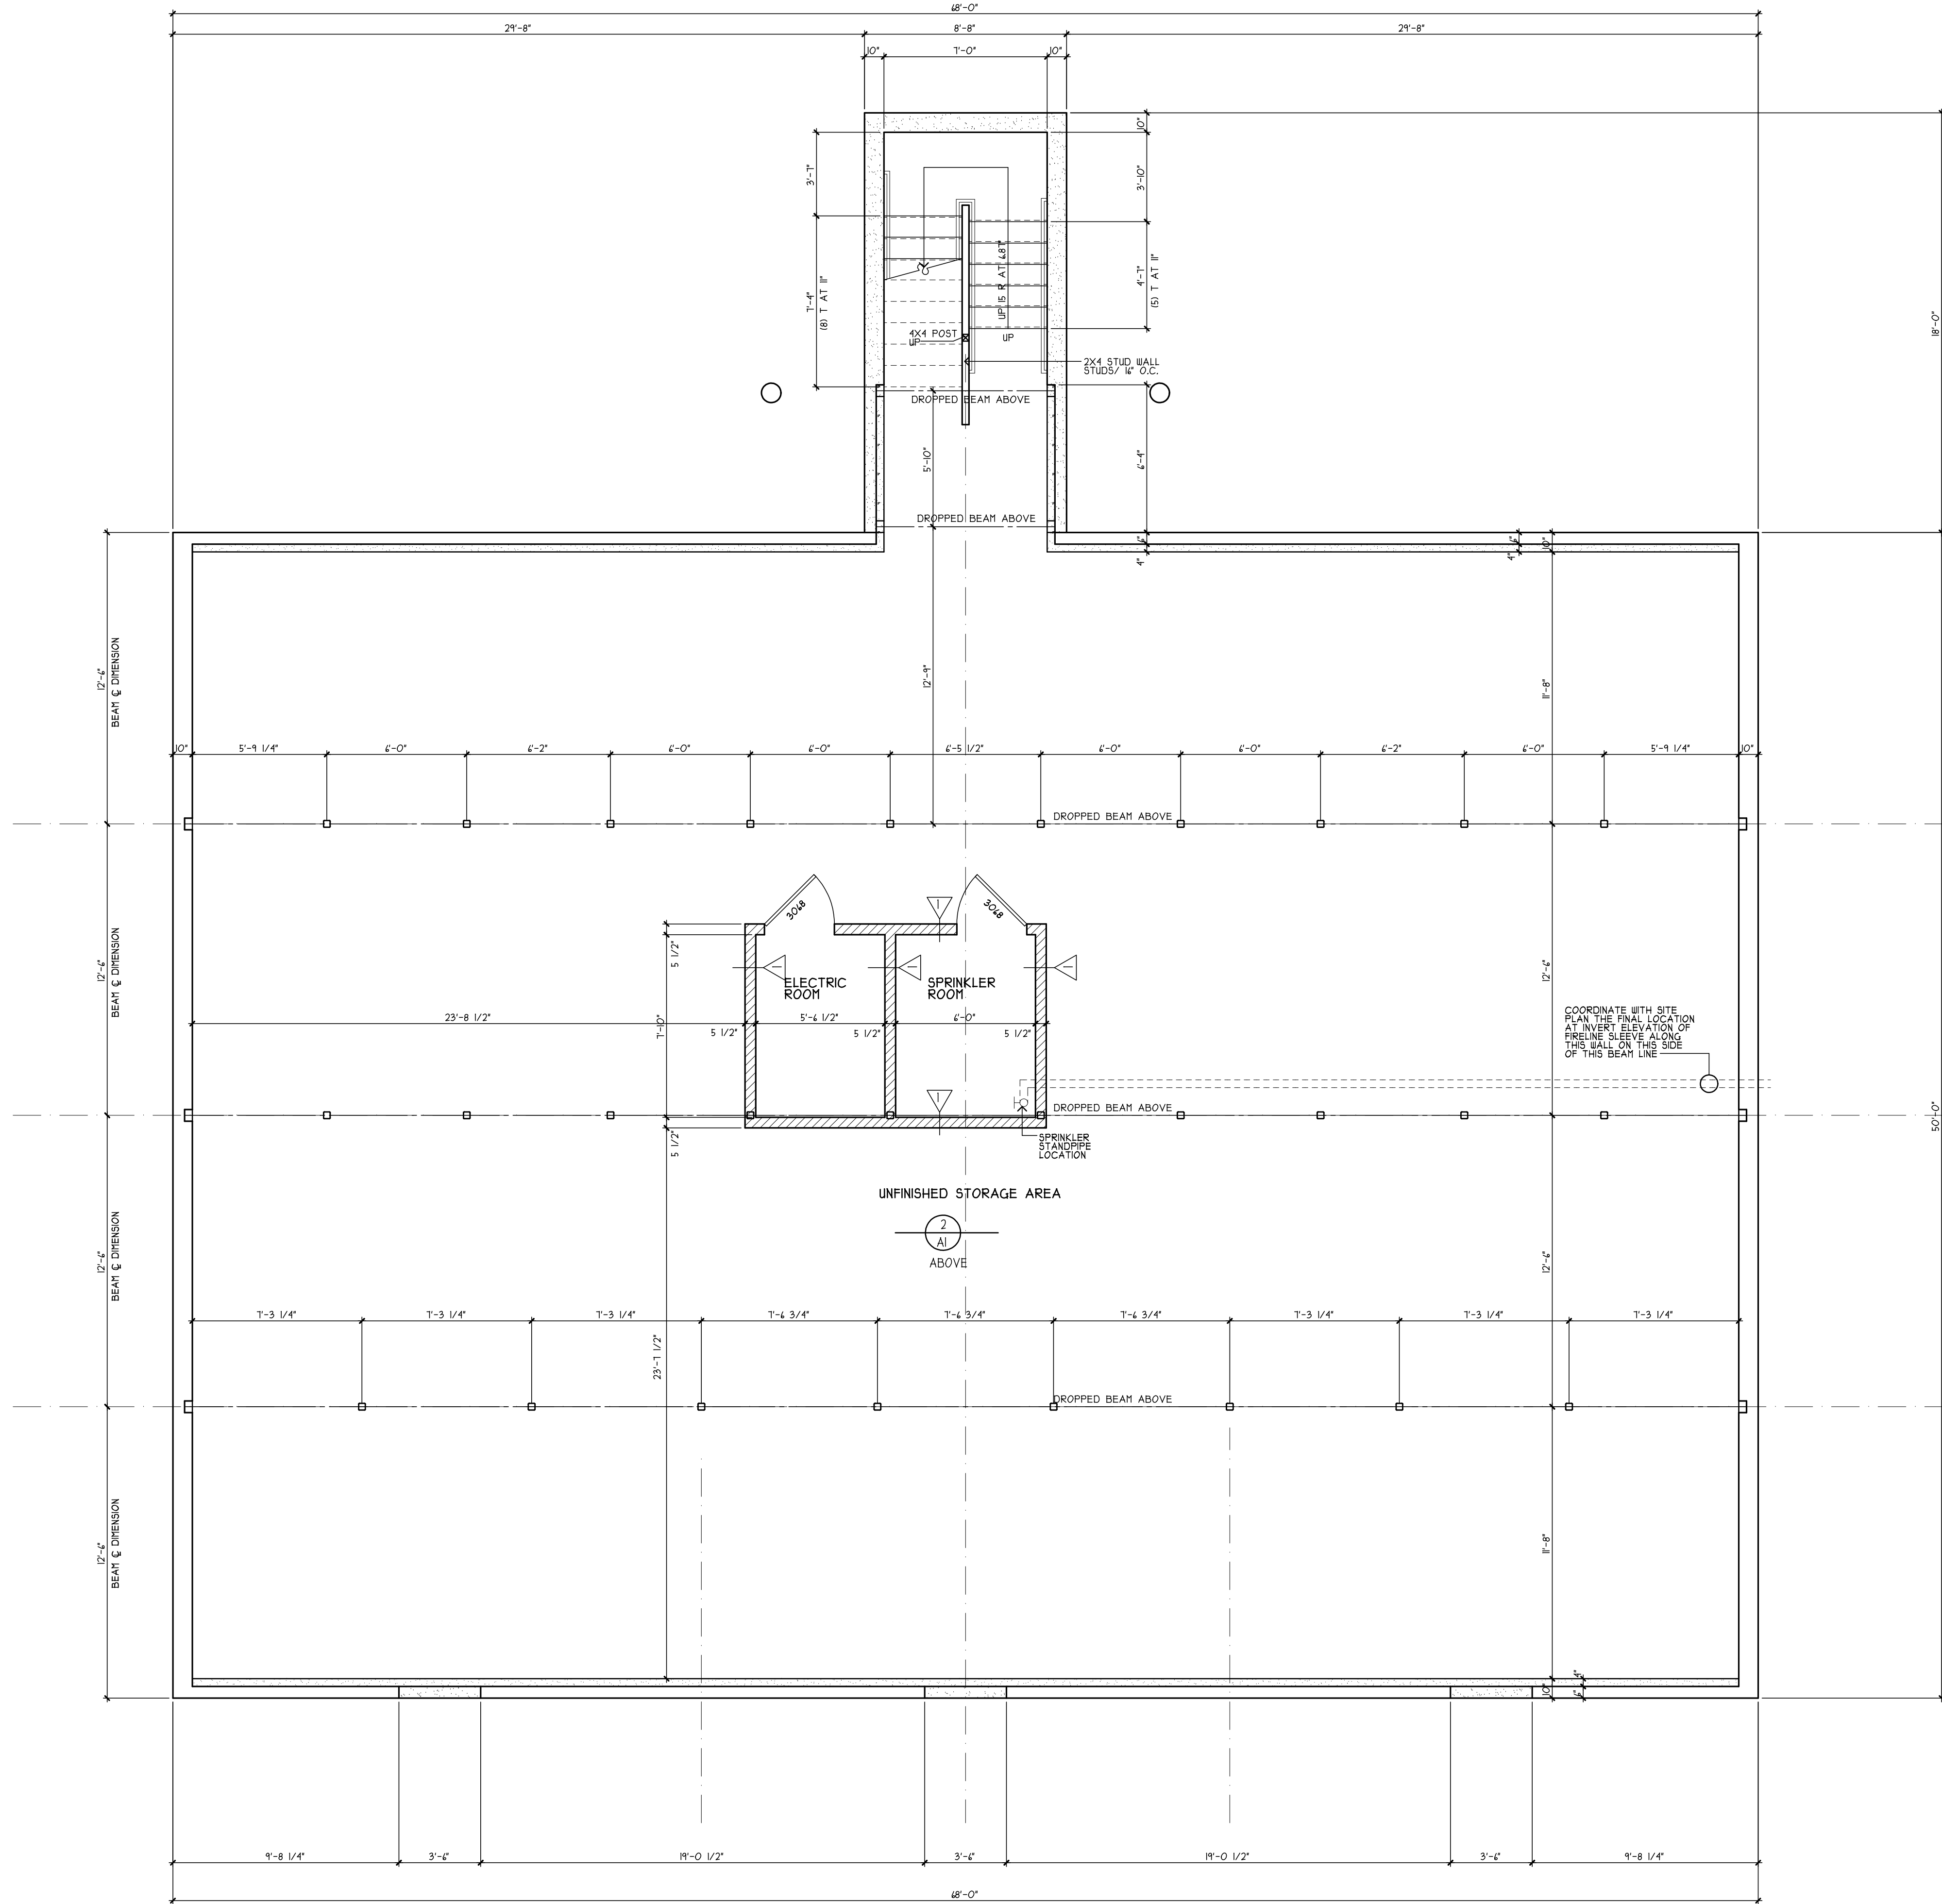 68'-0"
29'-8"
8'-8"
29'-8"
10"
7'-0"
10"
10"
3'-7"
3'-10"
18'-0"
7'-4"
(8) T AT 11"
UP 15 R AT 6.87"
4'-7"
(5) T AT 11"
4X4 POST
UP
UP
2X4 STUD WALL
STUDS/ 16" O.C.
DROPPED BEAM ABOVE
5'-10"
6'-4"
DROPPED BEAM ABOVE
6"
4"
6"
4"
10"
12'-6"
BEAM ℄ DIMENSION
12'-9"
11'-8"
10"
5'-9 1/4"
6'-0"
6'-2"
6'-0"
6'-0"
6'-5 1/2"
6'-0"
6'-0"
6'-2"
6'-0"
5'-9 1/4"
10"
DROPPED BEAM ABOVE
3068
3068
1
5 1/2"
12'-6"
BEAM ℄ DIMENSION
1
1
1
12'-6"
ELECTRIC
ROOM
SPRINKLER
ROOM
23'-8 1/2"
7'-10"
5 1/2"
5'-6 1/2"
5 1/2"
6'-0"
5 1/2"
COORDINATE WITH SITE
PLAN THE FINAL LOCATION
AT INVERT ELEVATION OF
FIRELINE SLEEVE ALONG
THIS WALL ON THIS SIDE
OF THIS BEAM LINE
1
DROPPED BEAM ABOVE
50'-0"
5 1/2"
SPRINKLER
STANDPIPE
LOCATION
UNFINISHED STORAGE AREA
2
A1
ABOVE
12'-6"
BEAM ℄ DIMENSION
12'-6"
7'-3 1/4"
7'-3 1/4"
7'-3 1/4"
7'-6 3/4"
7'-6 3/4"
7'-6 3/4"
7'-3 1/4"
7'-3 1/4"
7'-3 1/4"
23'-7 1/2"
DROPPED BEAM ABOVE
12'-6"
BEAM ℄ DIMENSION
11'-8"
4"
10"
6"
9'-8 1/4"
3'-6"
19'-0 1/2"
3'-6"
19'-0 1/2"
3'-6"
9'-8 1/4"
68'-0"